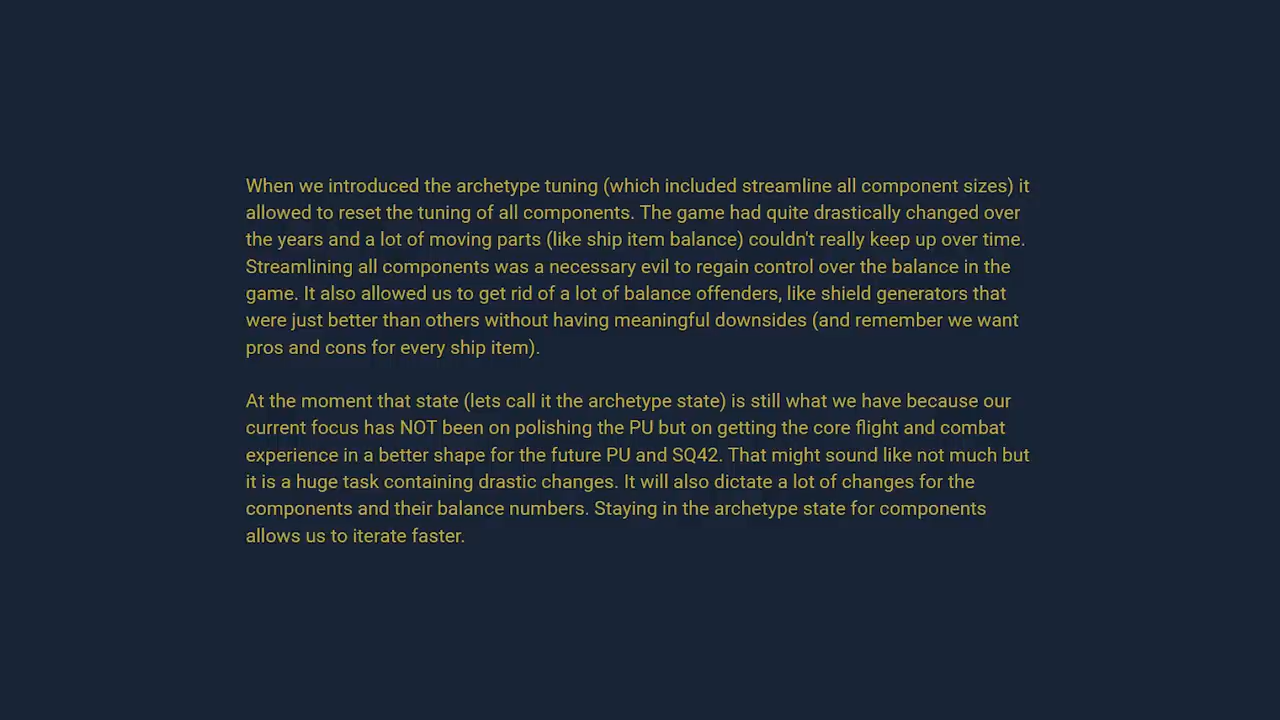 When we introduced the archetype tuning (which included streamline all component sizes) it
allowed to reset the tuning of all components. The game had quite drastically changed over
the years and a lot of moving parts (like ship item balance) couldn't really keep up over time.
Streamlining all components was a necessary evil to regain control over the balance in the
game. It also allowed us to get rid of a lot of balance offenders, like shield generators that
were just better than others without having meaningful downsides (and remember we want
pros and cons for every ship item).
At the moment that state (lets call it the archetype state) is still what we have because our
current focus has NOT been on polishing the PU but on getting the core flight and combat
experience in a better shape for the future PU and SQ42. That might sound like not much but
it is a huge task containing drastic changes. It will also dictate a lot of changes for the
components and their balance numbers. Staying in the archetype state for components
allows us to iterate faster.